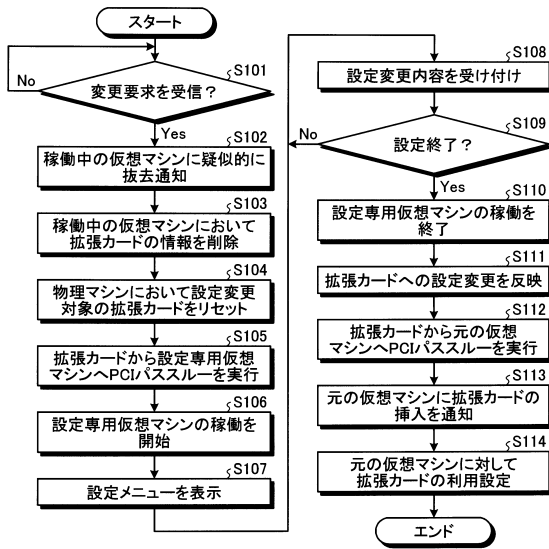 スタート
S101
変更要求を受信？
No
Yes
S102
稼働中の仮想マシンに疑似的に
抜去通知
S103
稼働中の仮想マシンにおいて
拡張カードの情報を削除
S104
物理マシンにおいて設定変更
対象の拡張カードをリセット
S105
拡張カードから設定専用仮想
マシンへPCIパススルーを実行
S106
設定専用仮想マシンの稼働を
開始
S107
設定メニューを表示
S108
設定変更内容を受け付け
S109
設定終了？
No
Yes
S110
設定専用仮想マシンの稼働を
終了
S111
拡張カードへの設定変更を反映
S112
拡張カードから元の仮想
マシンへPCIパススルーを実行
S113
元の仮想マシンに拡張カードの
挿入を通知
S114
元の仮想マシンに対して
拡張カードの利用設定
エンド